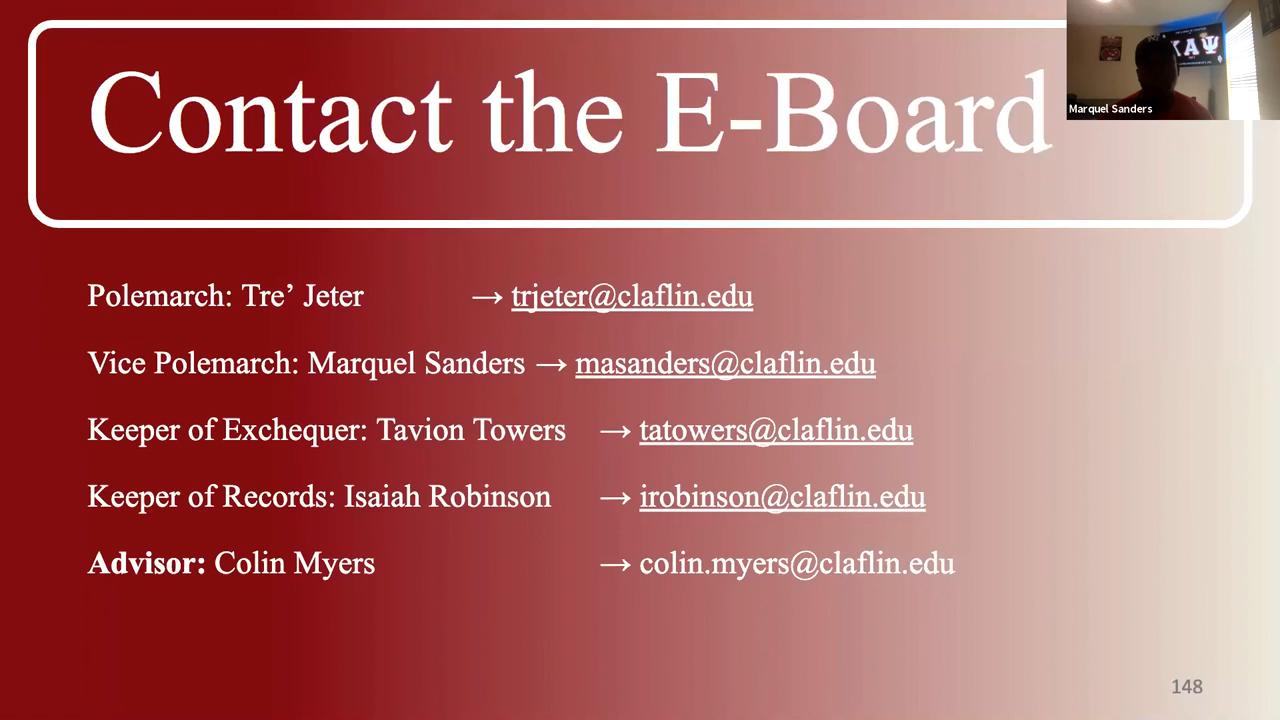 Contact the E-Board
Marquel Sanders
ΚΑΨ
Polemarch: Tre’ Jeter → trjeter@claflin.edu
Vice Polemarch: Marquel Sanders → masanders@claflin.edu
Keeper of Exchequer: Tavion Towers → tatowers@claflin.edu
Keeper of Records: Isaiah Robinson → irobinson@claflin.edu
Advisor: Colin Myers → colin.myers@claflin.edu
148